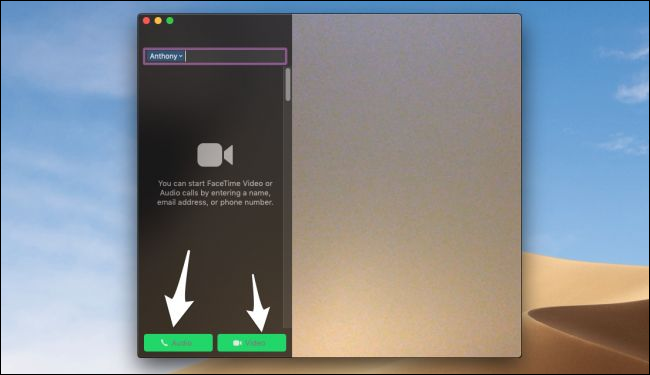 Anthony
You can start FaceTime Video or
Audio calls by entering a name,
email address, or phone number.
Audio
Video